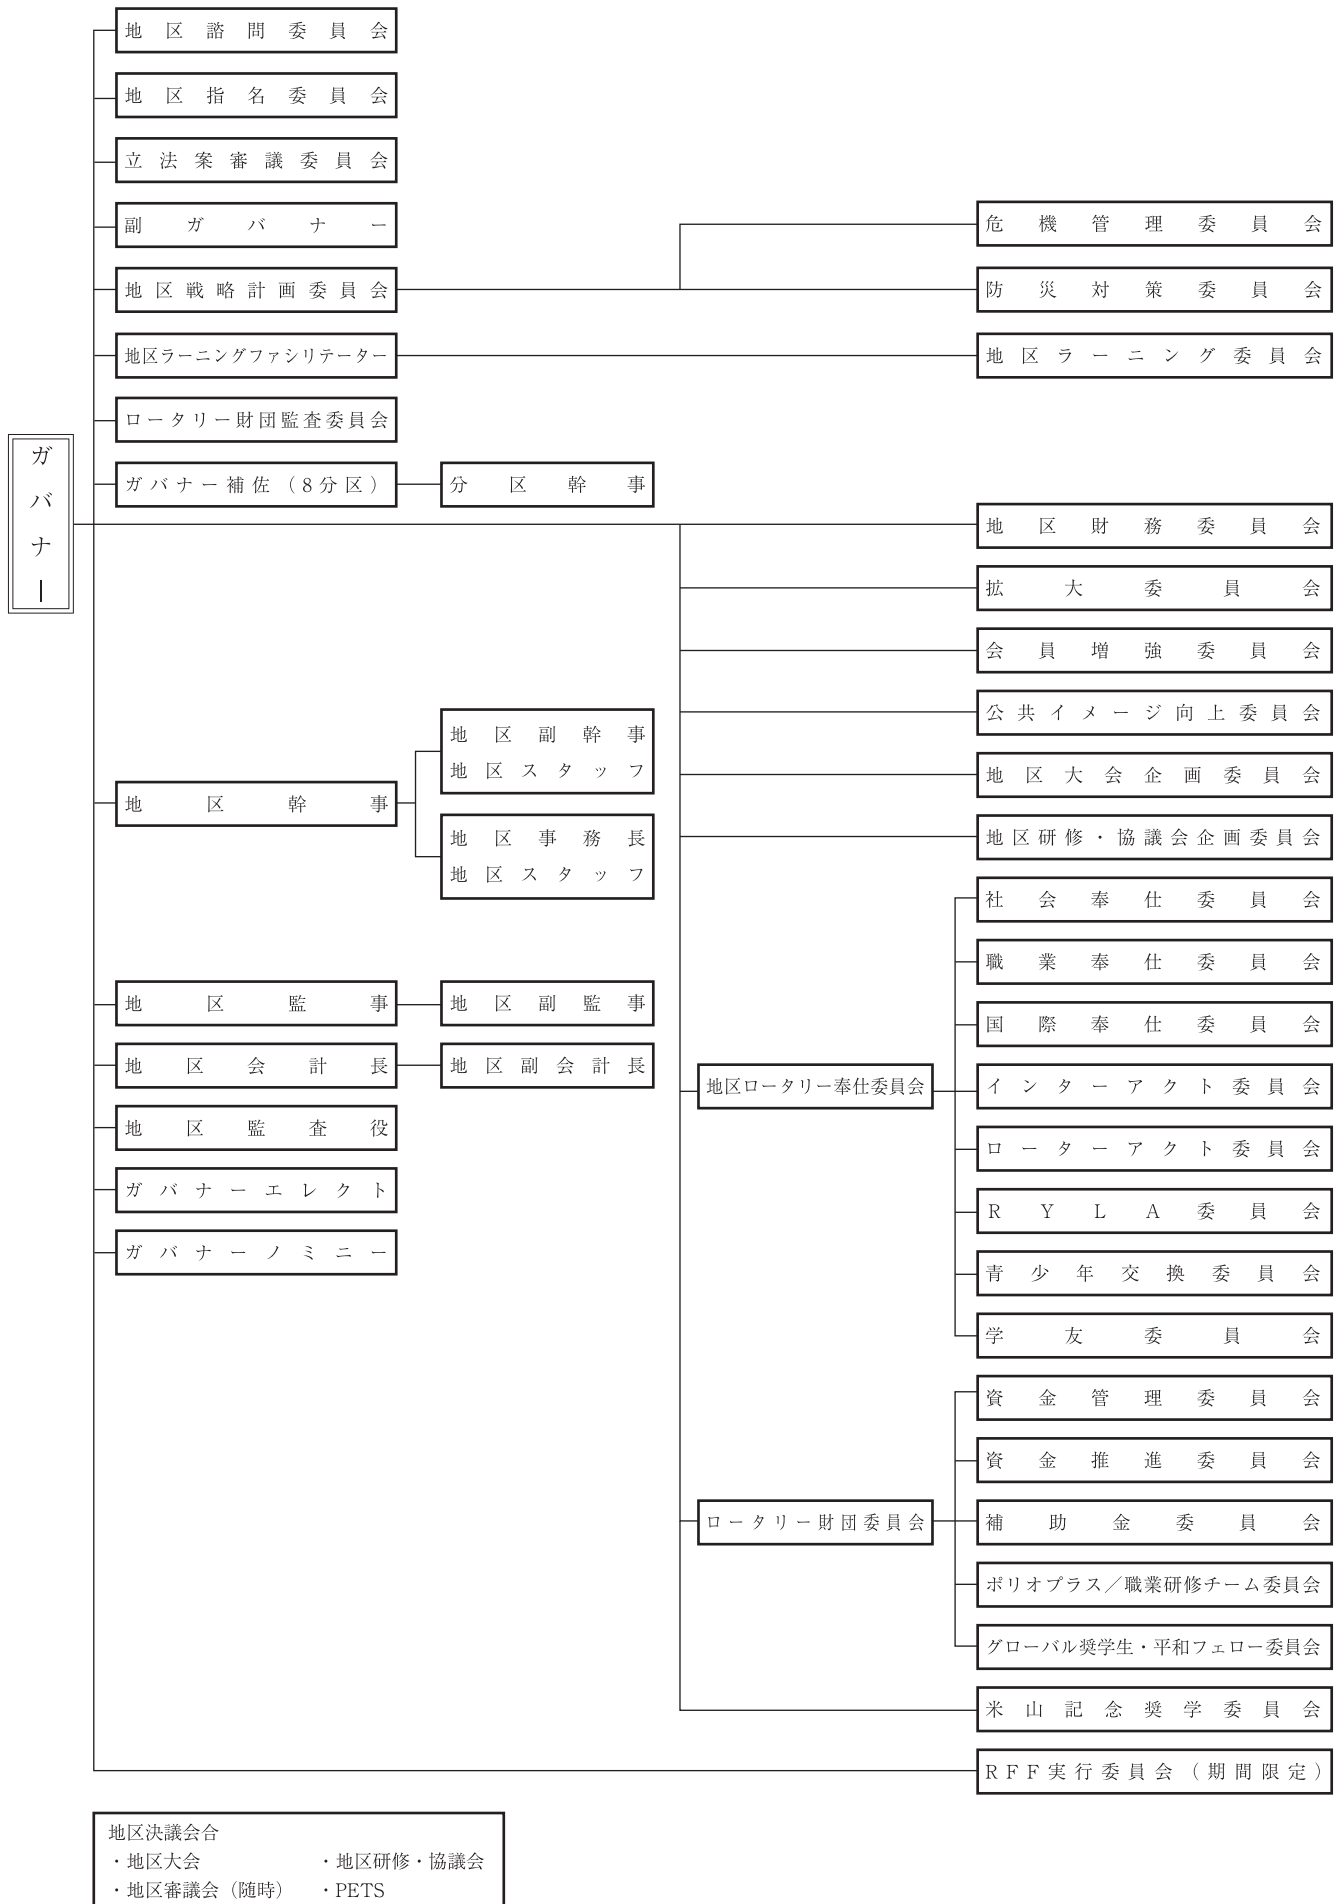 地区諮問委員会
地区指名委員会
立法案審議委員会
副ガバナー
地区戦略計画委員会
危機管理委員会
防災対策委員会
地区ラーニングファシリテーター
地区ラーニング委員会
ロータリー財団監査委員会
ガバナー補佐（8分区）
分区幹事
ガバナー
地区財務委員会
拡大委員会
会員増強委員会
公共イメージ向上委員会
地区大会企画委員会
地区研修・協議会企画委員会
地区幹事
地区副幹事
地区スタッフ
地区事務長
地区スタッフ
地区監事
地区副監事
地区会計長
地区副会計長
地区監査役
ガバナーエレクト
ガバナーノミニー
地区ロータリー奉仕委員会
社会奉仕委員会
職業奉仕委員会
国際奉仕委員会
インターアクト委員会
ローターアクト委員会
RYLA委員会
青少年交換委員会
学友委員会
ロータリー財団委員会
資金管理委員会
資金推進委員会
補助金委員会
ポリオプラス／職業研修チーム委員会
グローバル奨学生・平和フェロー委員会
米山記念奨学委員会
RFF実行委員会（期間限定）
地区決議会合
・地区大会　・地区研修・協議会
・地区審議会（随時）　・PETS